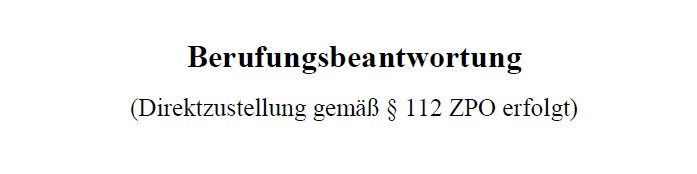 Berufungsbeantwortung
(Direktzustellung gemäß § 112 ZPO erfolgt)